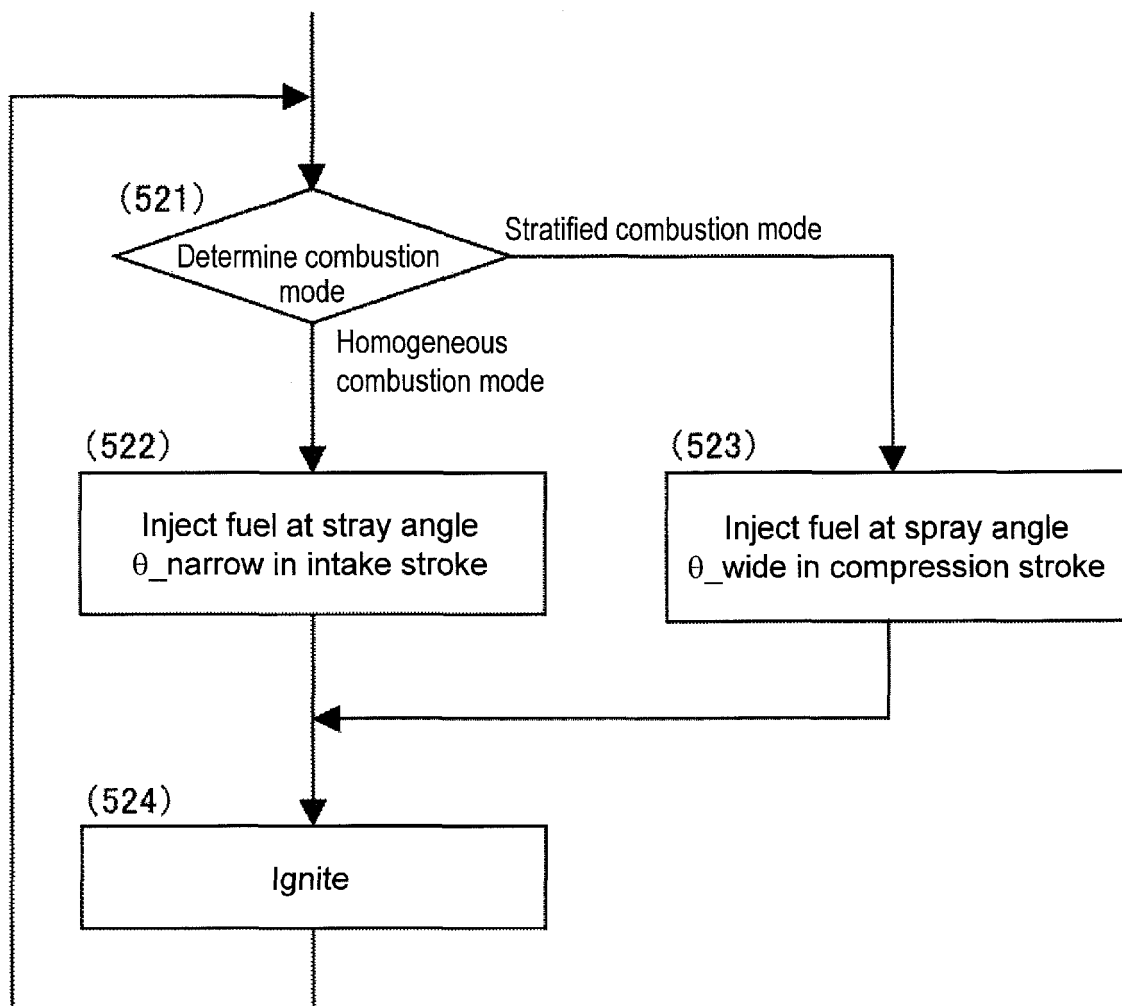 (521)
Stratified combustion mode
Determine combustion
mode
Homogeneous
combustion mode
(522)
Inject fuel at stray angle
θ_narrow in intake stroke
(523)
Inject fuel at spray angle
θ_wide in compression stroke
(524)
Ignite